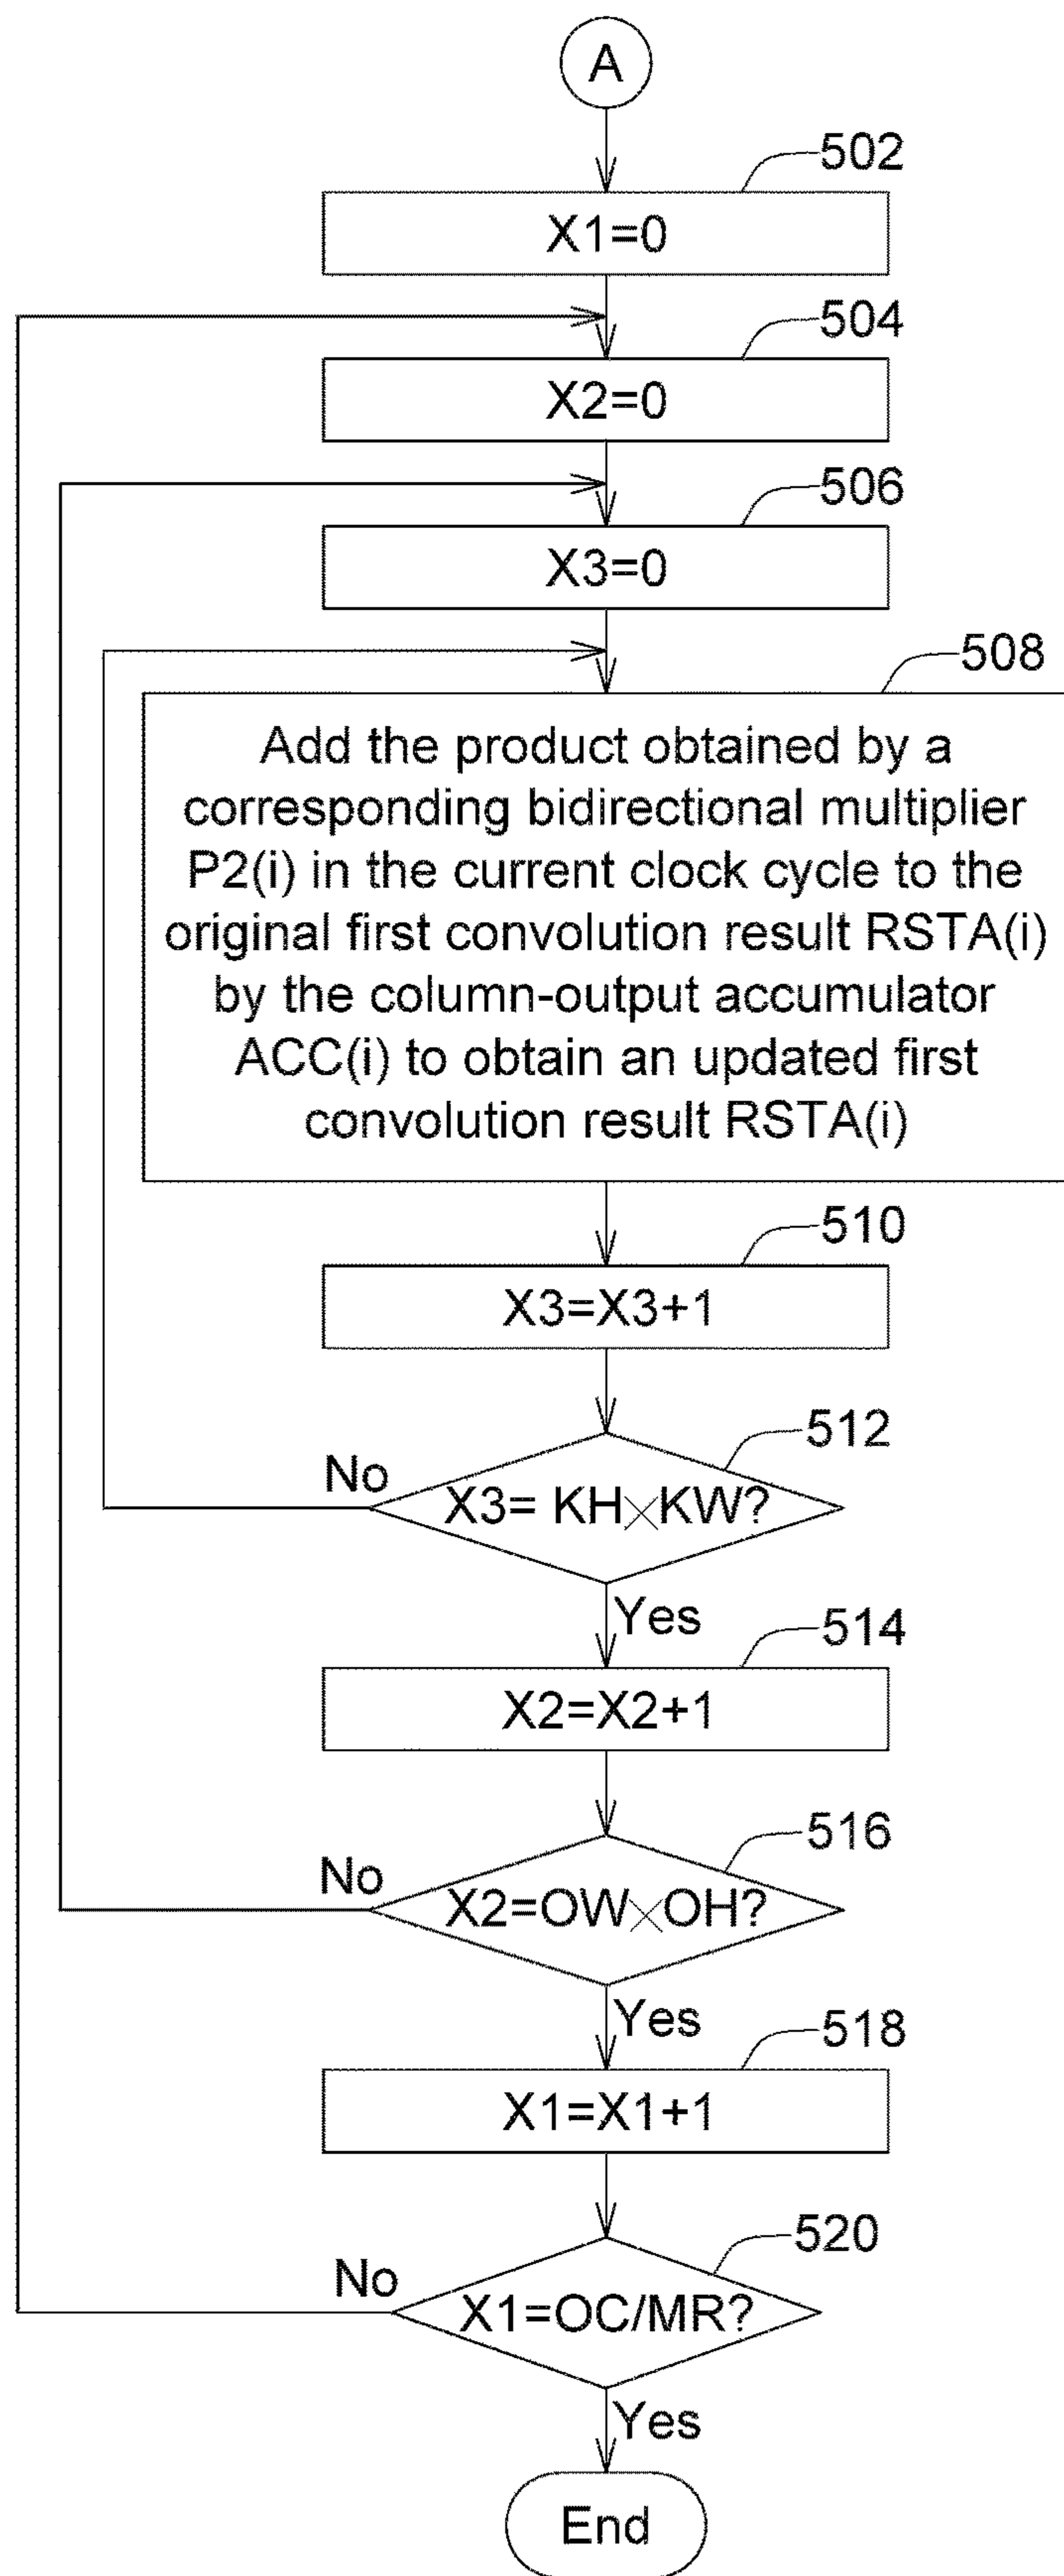 A
502
X1=0
504
X2=0
506
X3=0
508
Add the product obtained by a
corresponding bidirectional multiplier
P2(i) in the current clock cycle to the
original first convolution result RSTA(i)
by the column-output accumulator
ACC(i) to obtain an updated first
convolution result RSTA(i)
510
X3=X3+1
512
No
X3= KH×KW?
Yes
514
X2=X2+1
516
No
X2=OW×OH?
Yes
518
X1=X1+1
520
No
X1=OC/MR?
Yes
End